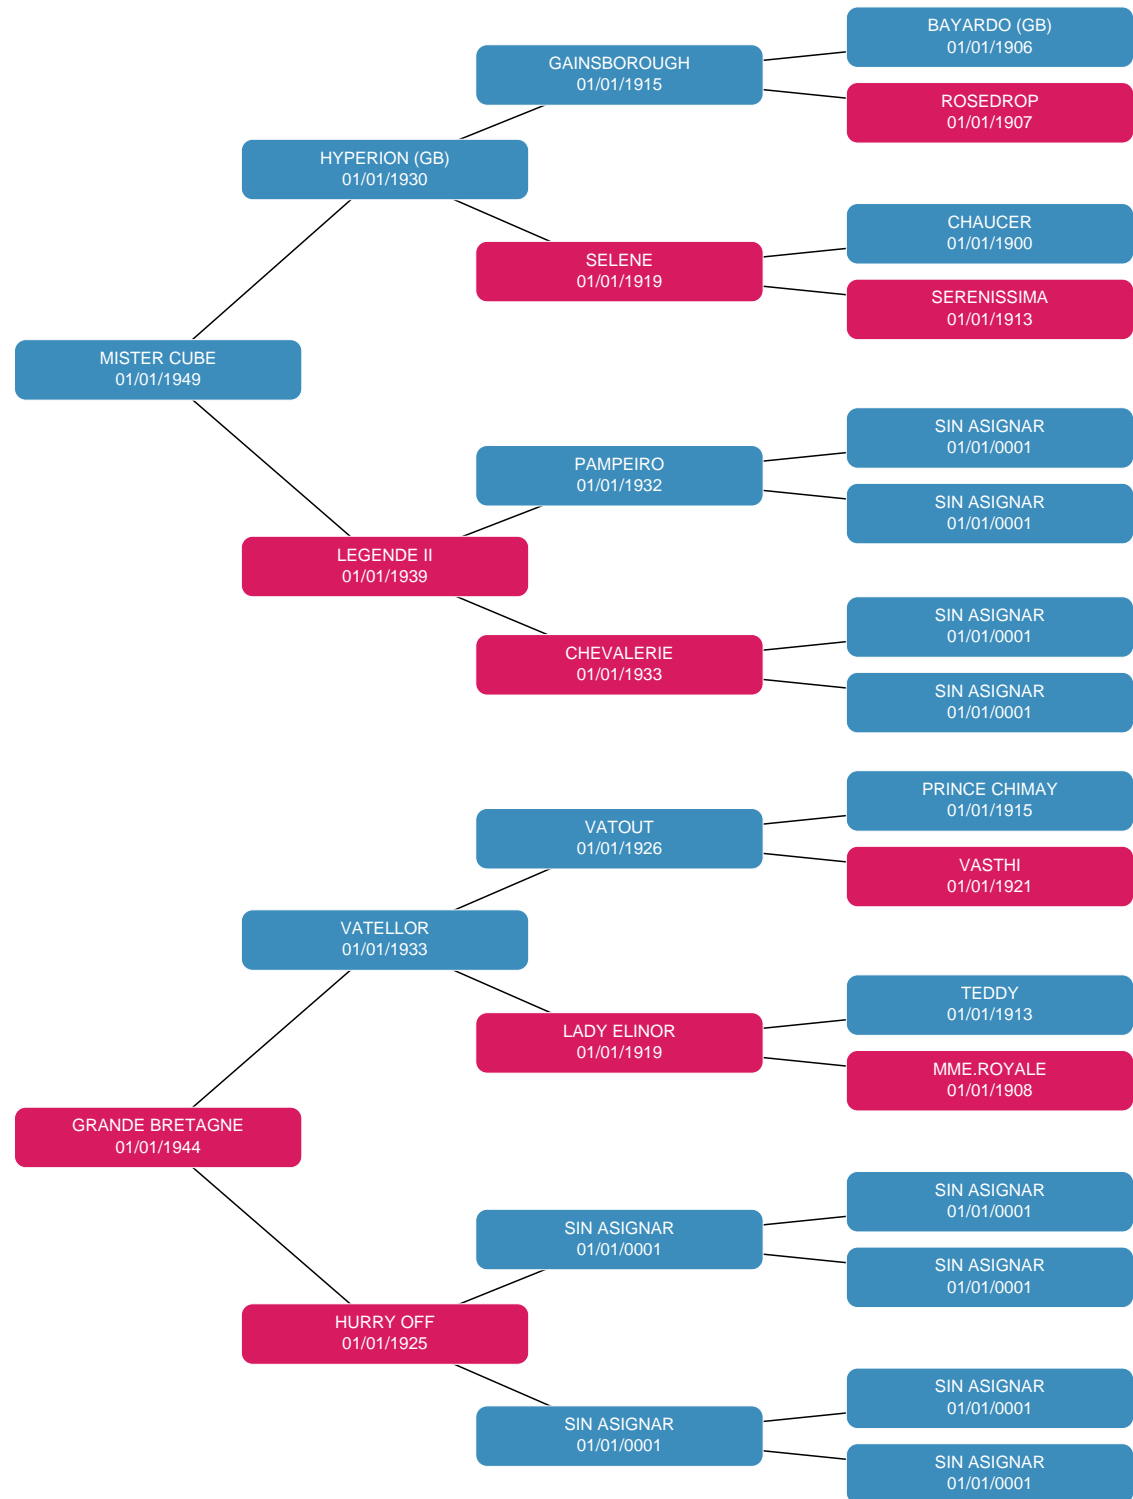 BAYARDO (GB)
01/01/1906
GAINSBOROUGH
01/01/1915
ROSEDROP
01/01/1907
HYPERION (GB)
01/01/1930
CHAUCER
01/01/1900
SELENE
01/01/1919
SERENISSIMA
01/01/1913
MISTER CUBE
01/01/1949
SIN ASIGNAR
01/01/0001
PAMPEIRO
01/01/1932
SIN ASIGNAR
01/01/0001
LEGENDE II
01/01/1939
SIN ASIGNAR
01/01/0001
CHEVALERIE
01/01/1933
SIN ASIGNAR
01/01/0001
PRINCE CHIMAY
01/01/1915
VATOUT
01/01/1926
VASTHI
01/01/1921
VATELLOR
01/01/1933
TEDDY
01/01/1913
LADY ELINOR
01/01/1919
MME.ROYALE
01/01/1908
GRANDE BRETAGNE
01/01/1944
SIN ASIGNAR
01/01/0001
SIN ASIGNAR
01/01/0001
SIN ASIGNAR
01/01/0001
HURRY OFF
01/01/1925
SIN ASIGNAR
01/01/0001
SIN ASIGNAR
01/01/0001
SIN ASIGNAR
01/01/0001